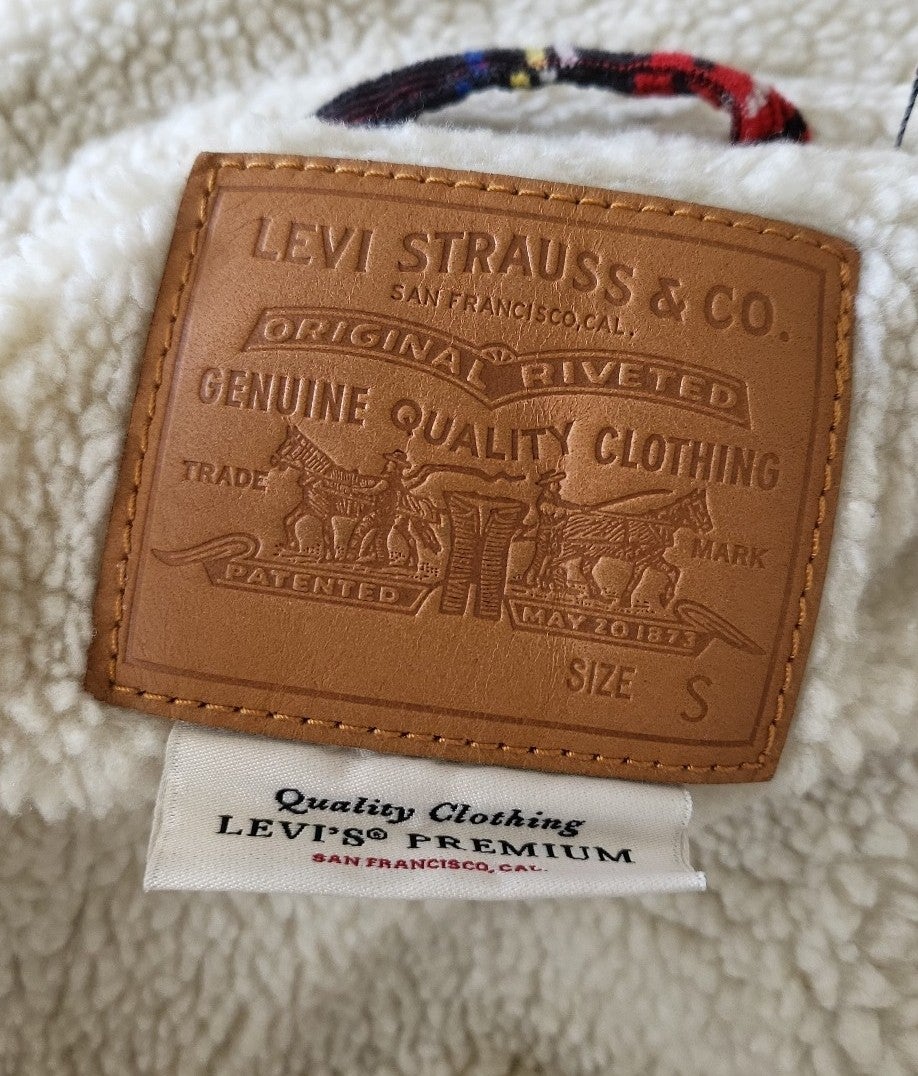 LEVI STRAUSS & CO.
SAN FRANCISCO, CAL.
ORIGINAL RIVETED
GENUINE QUALITY CLOTHING
TRADE MARK
PATENTED MAY 20 1873
SIZE S
Quality Clothing
LEVI'S® PREMIUM
SAN FRANCISCO, CAL.